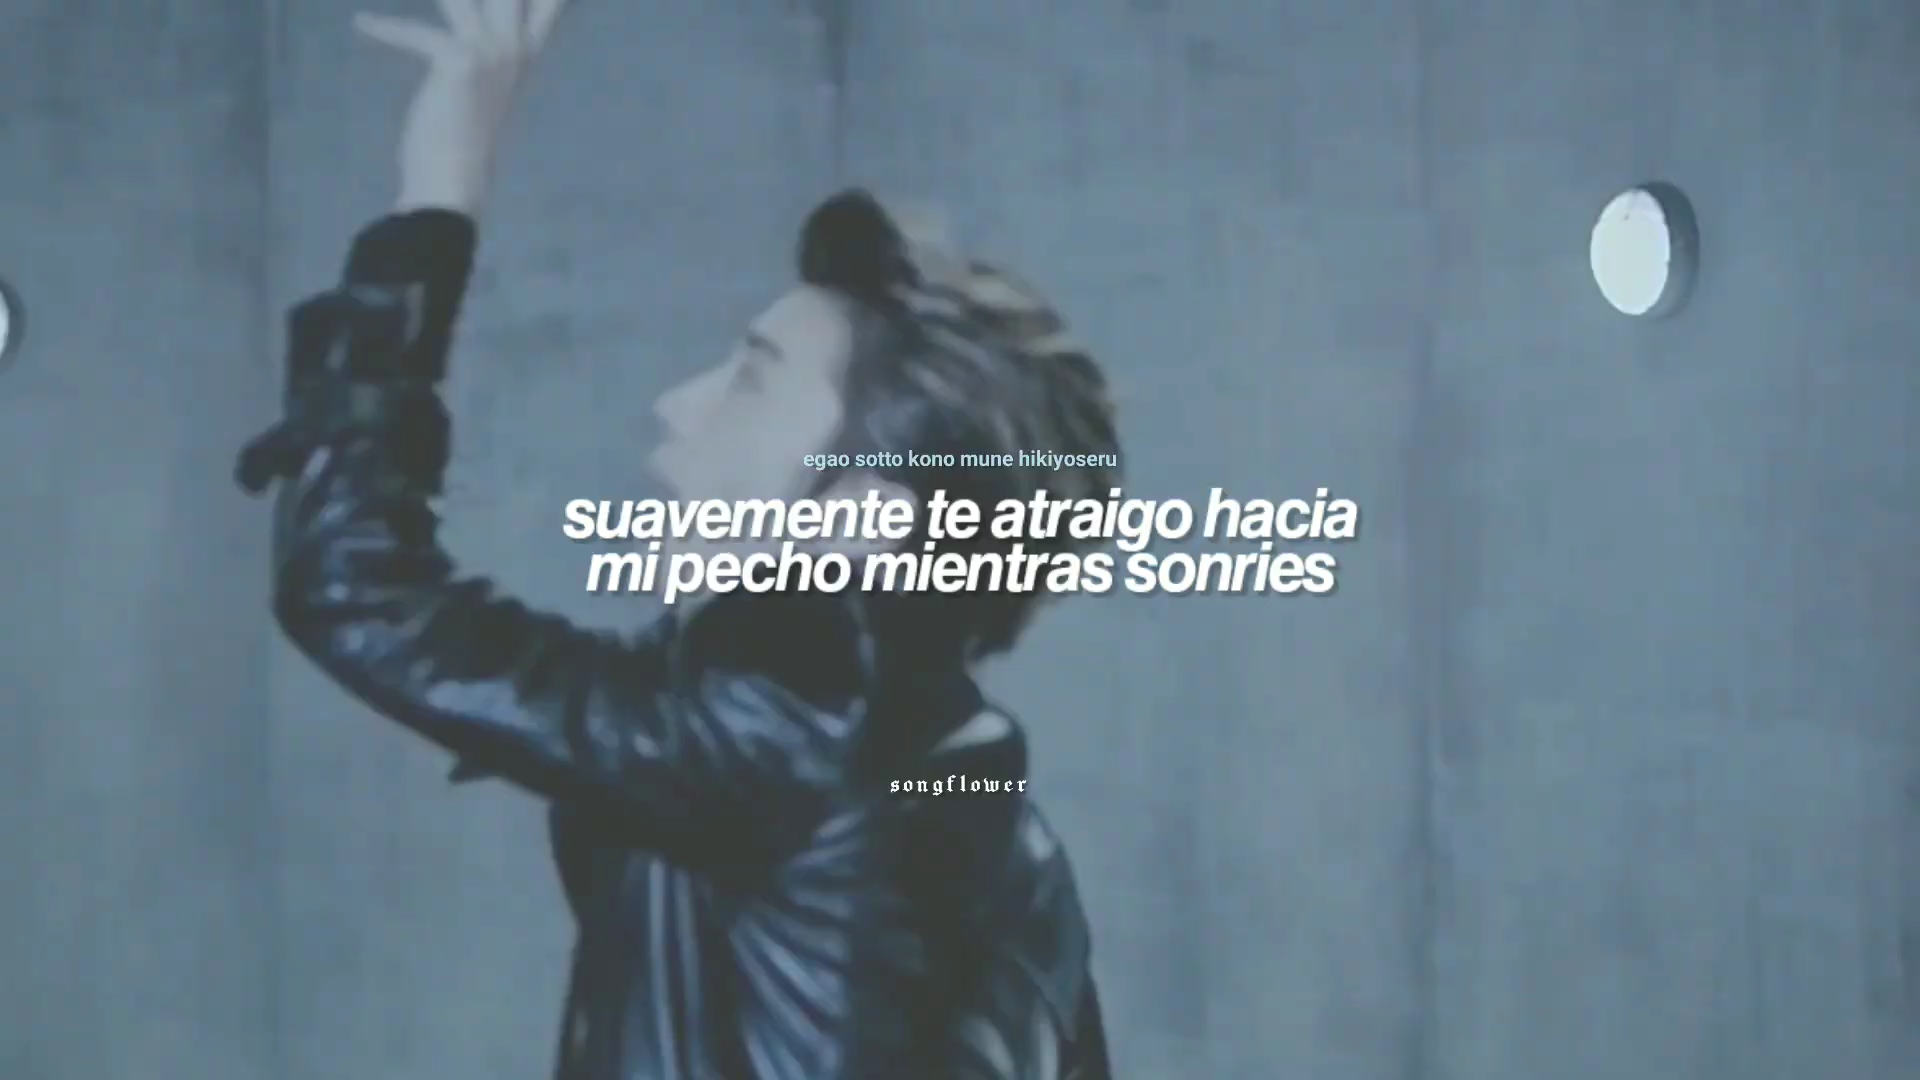 egao sotto kono mune hikiyoseru
suavemente te atraigo hacia
mi pecho mientras sonries
songflower